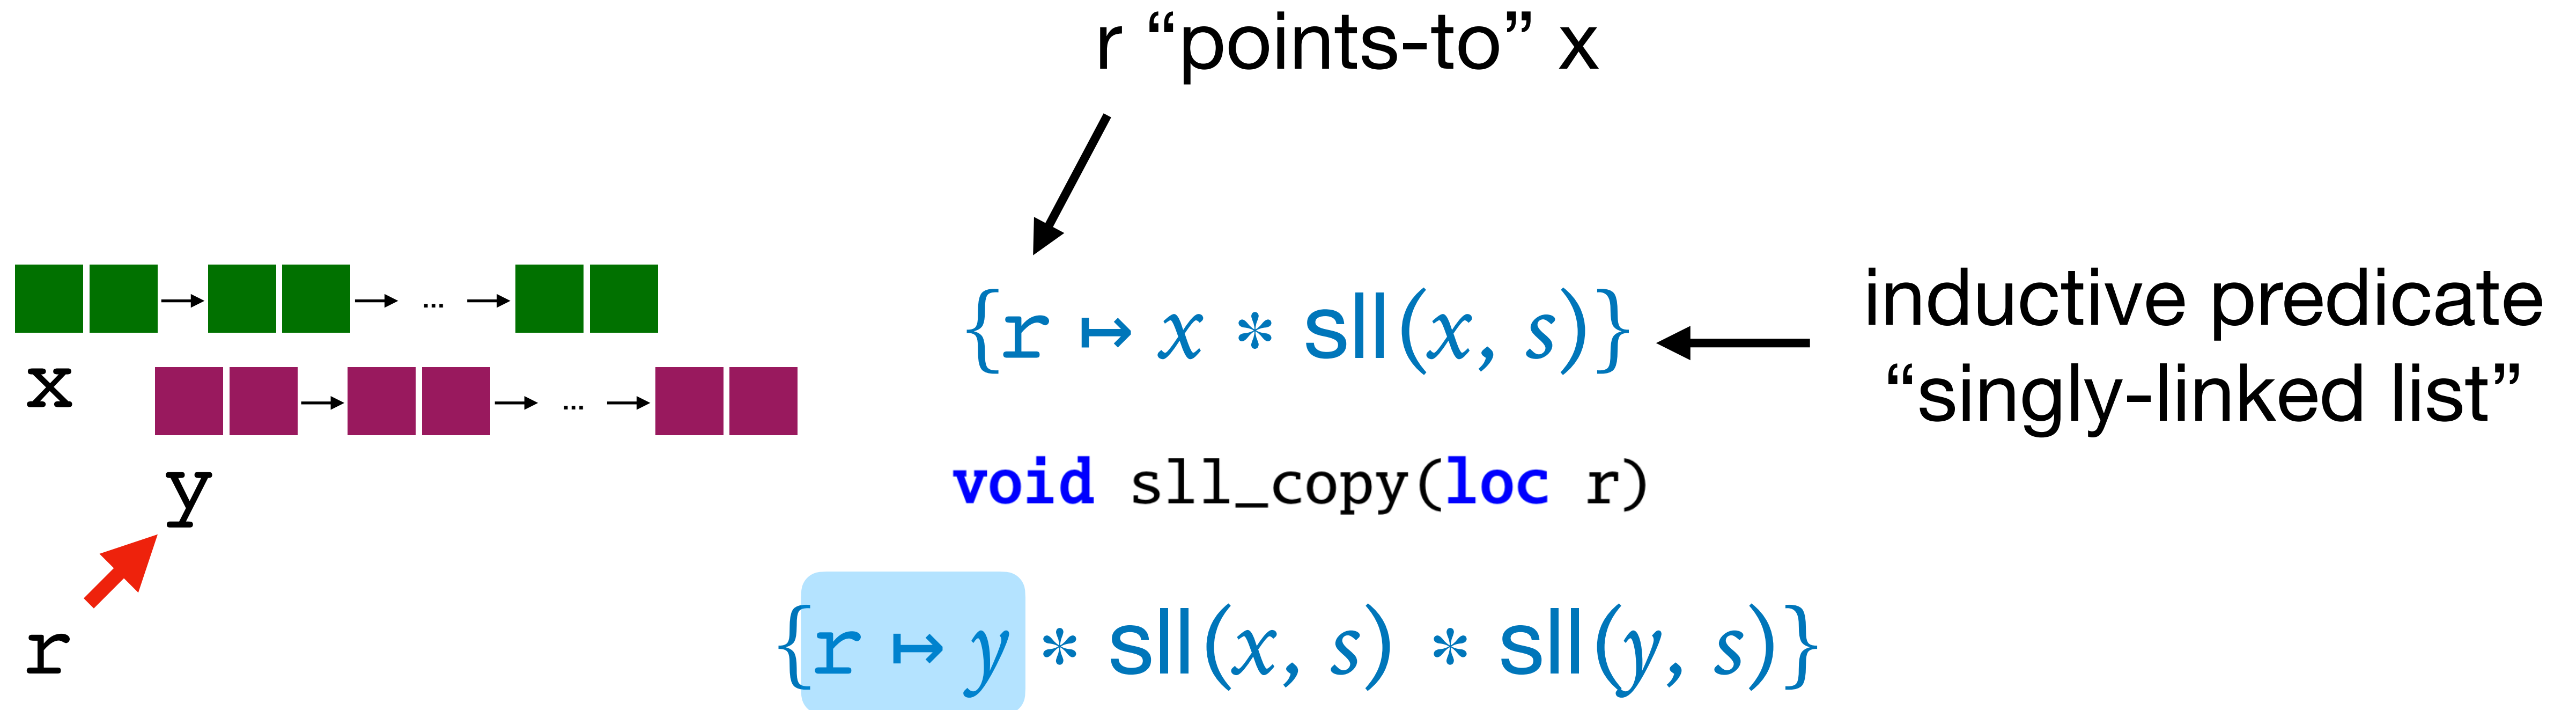 r “points-to” x
...
x
...
y
r
{r ↦ x * sll(x, s)}
inductive predicate
“singly-linked list”
void sll_copy(loc r)
{r ↦ y * sll(x, s) * sll(y, s)}